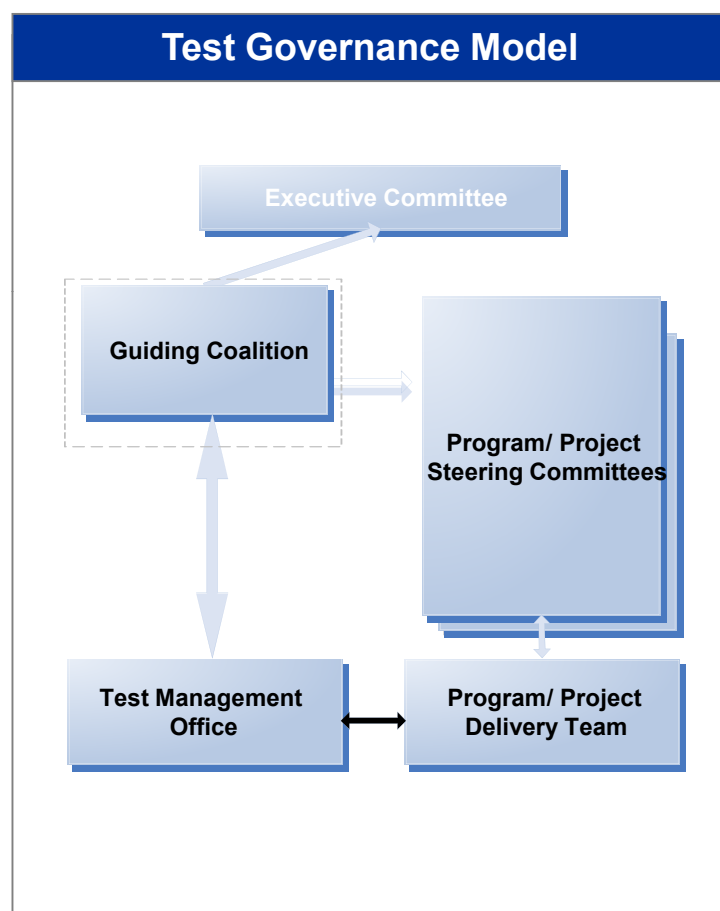 Test Governance Model
Executive Committee
Guiding Coalition
Program/ Project
Steering Committees
Test Management
Office
Program/ Project
Delivery Team